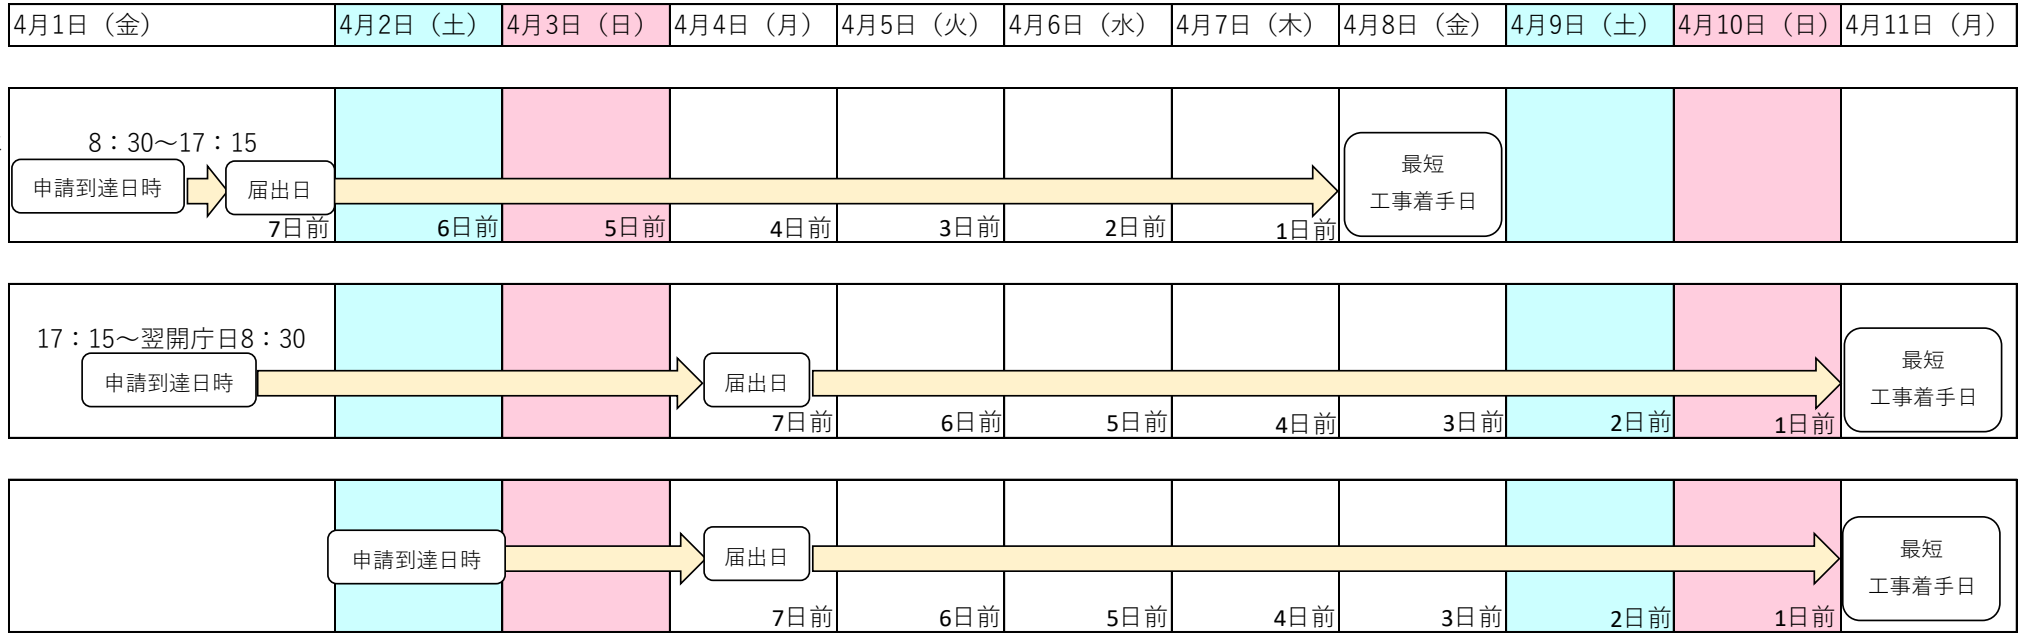 4月1日（金） 4月2日（土） 4月3日（日） 4月4日（月） 4月5日（火） 4月6日（水） 4月7日（木） 4月8日（金） 4月9日（土） 4月10日（日） 4月11日（月）
8：30～17：15
申請到達日時 届出日 最短
工事着手日
7日前 6日前 5日前 4日前 3日前 2日前 1日前
17：15～翌開庁日8：30
申請到達日時 届出日 最短
工事着手日
7日前 6日前 5日前 4日前 3日前 2日前 1日前
申請到達日時 届出日 最短
工事着手日
7日前 6日前 5日前 4日前 3日前 2日前 1日前